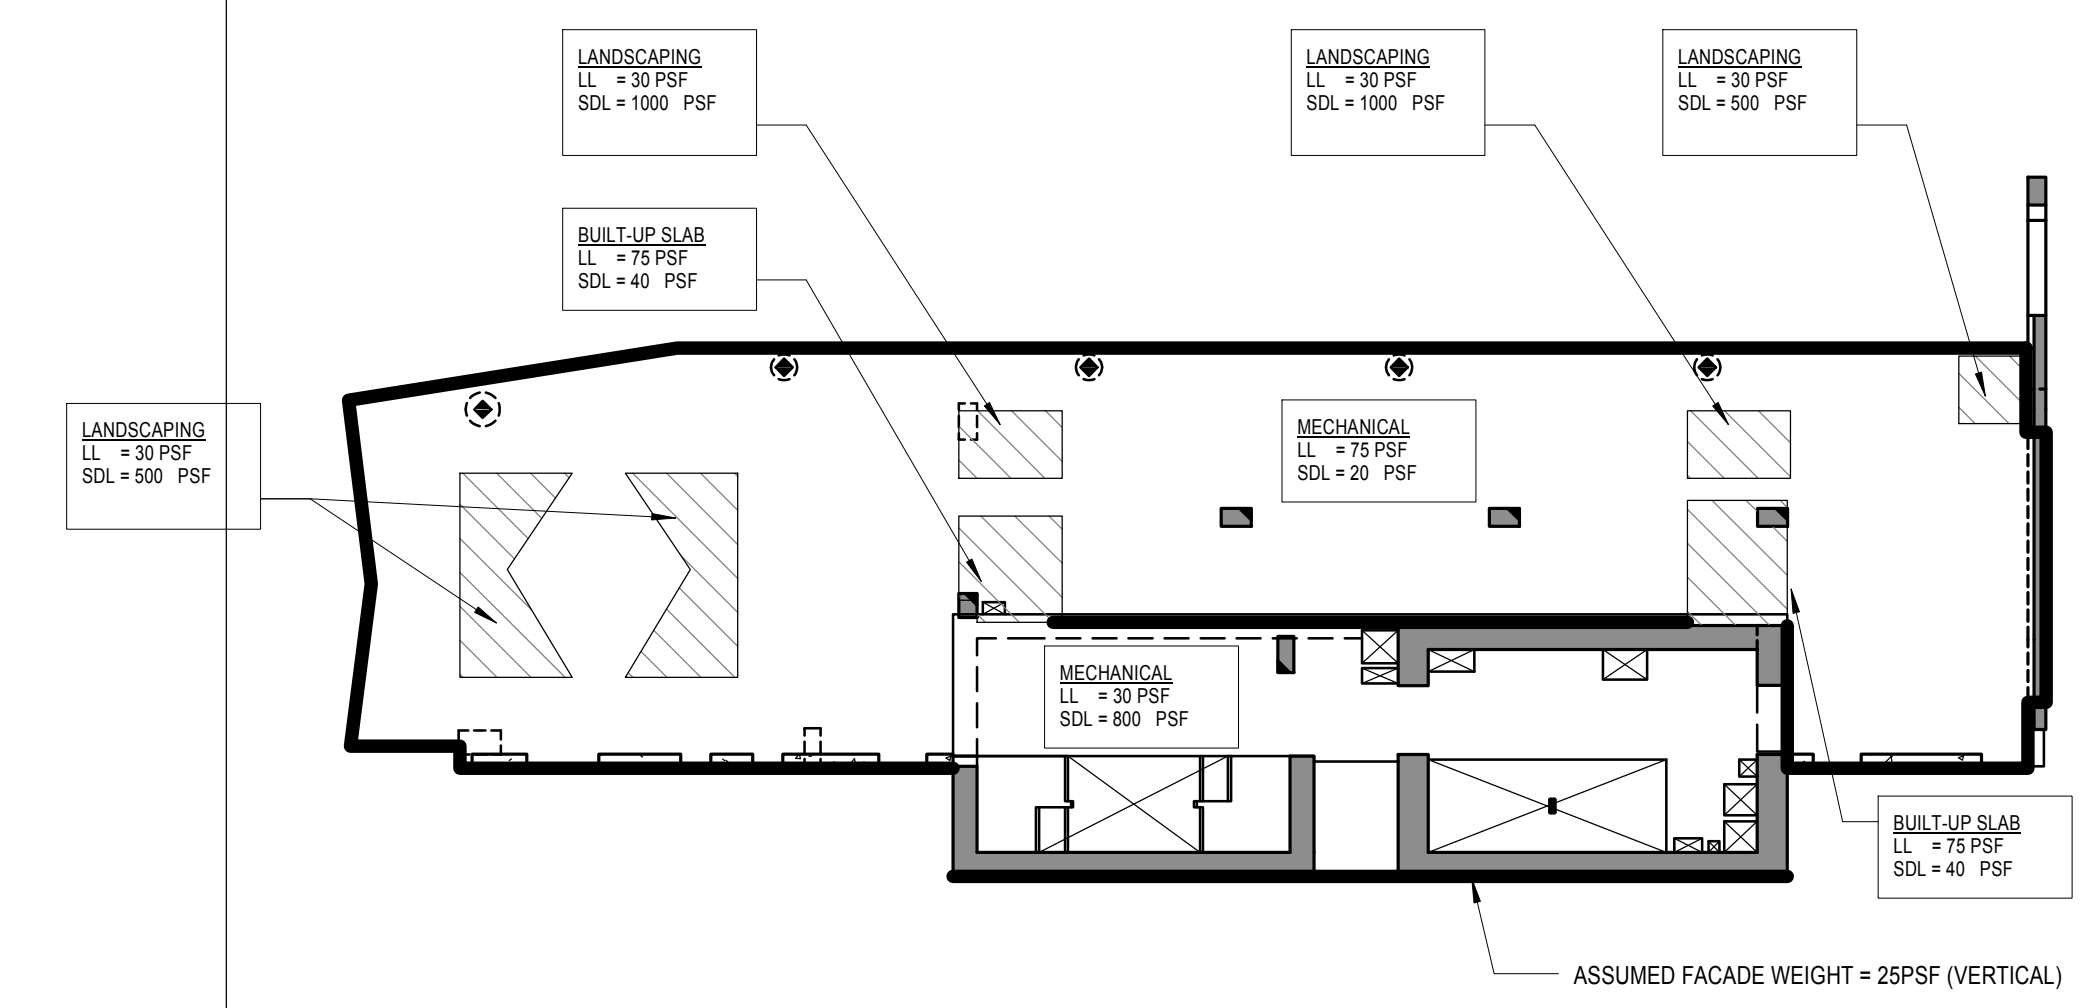 LANDSCAPING
LL = 30 PSF
SDL = 1000 PSF
LANDSCAPING
LL = 30 PSF
SDL = 1000 PSF
LANDSCAPING
LL = 30 PSF
SDL = 500 PSF
BUILT-UP SLAB
LL = 75 PSF
SDL = 40 PSF
LANDSCAPING
LL = 30 PSF
SDL = 500 PSF
MECHANICAL
LL = 75 PSF
SDL = 20 PSF
MECHANICAL
LL = 30 PSF
SDL = 800 PSF
BUILT-UP SLAB
LL = 75 PSF
SDL = 40 PSF
ASSUMED FACADE WEIGHT = 25PSF (VERTICAL)